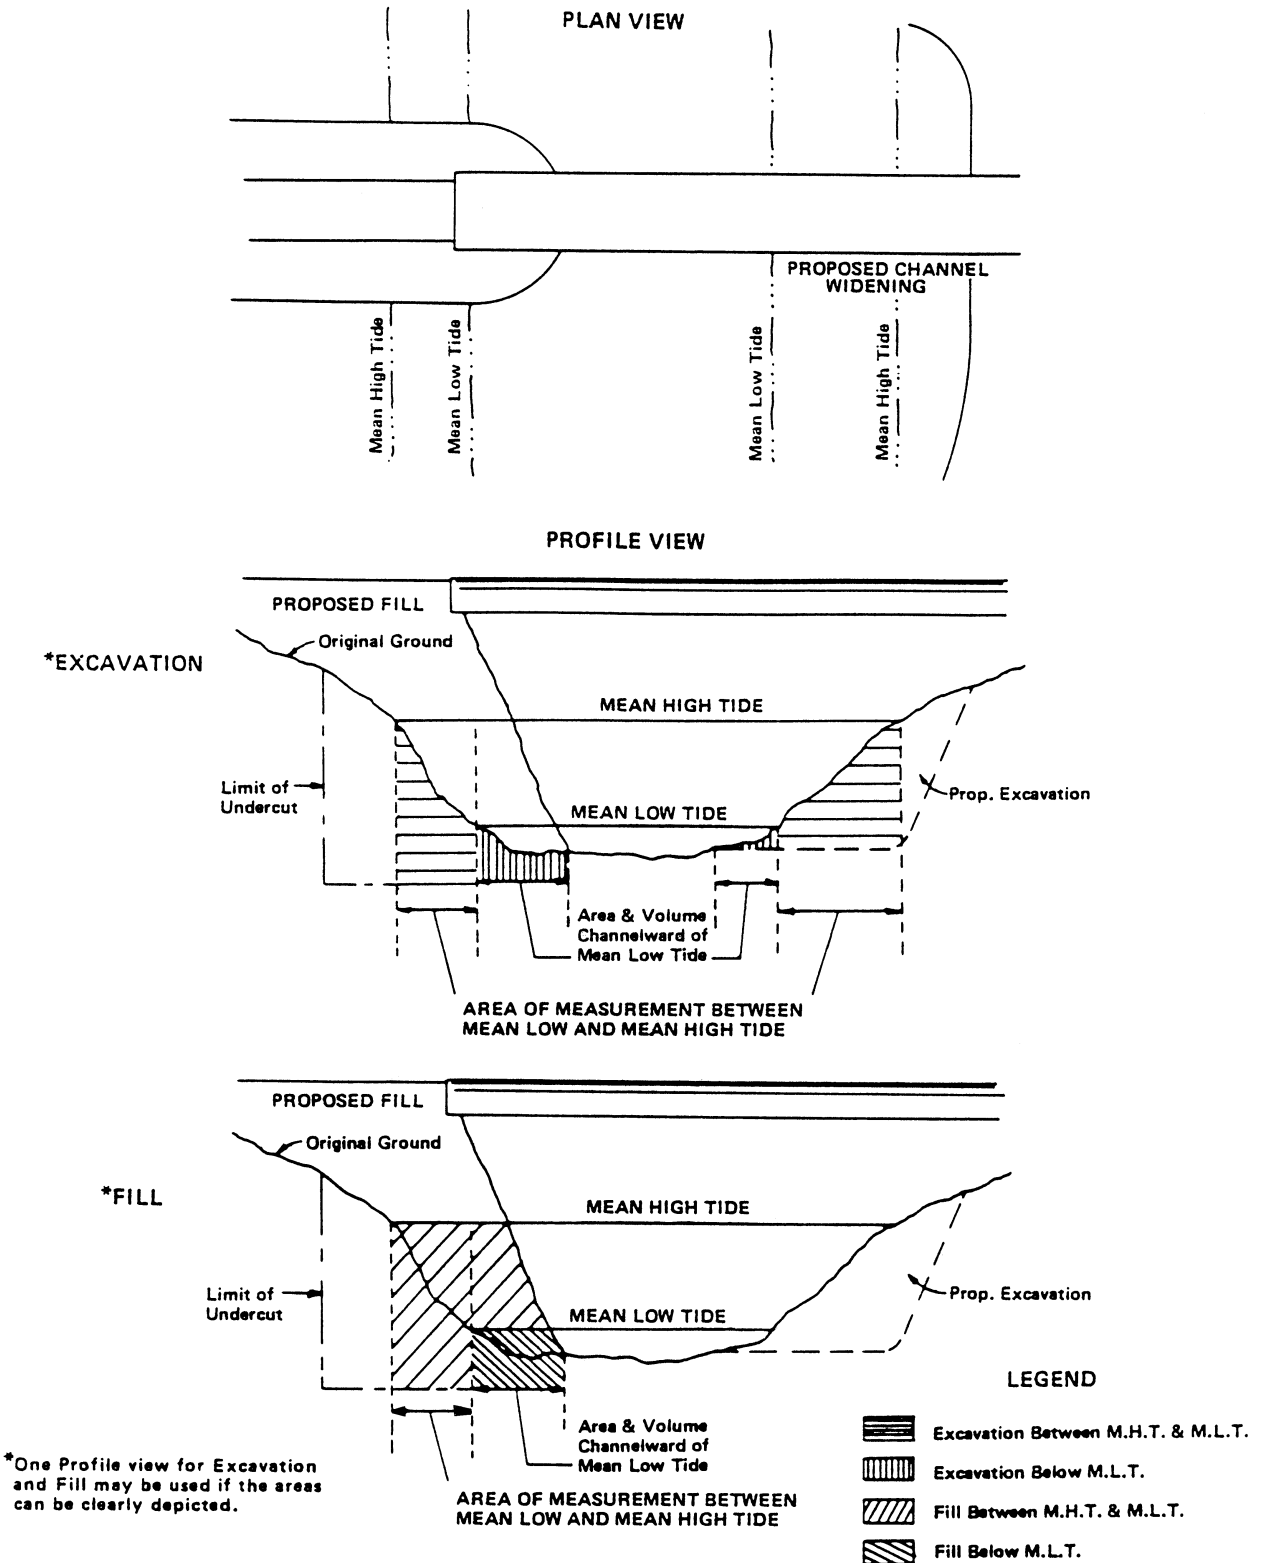 PLAN VIEW
PROPOSED CHANNEL
WIDENING
Mean High Tide
Mean Low Tide
Mean Low Tide
Mean High Tide
PROFILE VIEW
PROPOSED FILL
Original Ground
*EXCAVATION
MEAN HIGH TIDE
Limit of
Undercut
Prop. Excavation
MEAN LOW TIDE
Area & Volume
Channelward of
Mean Low Tide
AREA OF MEASUREMENT BETWEEN
MEAN LOW AND MEAN HIGH TIDE
PROPOSED FILL
Original Ground
*FILL
MEAN HIGH TIDE
Limit of
Undercut
Prop. Excavation
MEAN LOW TIDE
Area & Volume
Channelward of
Mean Low Tide
AREA OF MEASUREMENT BETWEEN
MEAN LOW AND MEAN HIGH TIDE
*One Profile view for Excavation
and Fill may be used if the areas
can be clearly depicted.
LEGEND
Excavation Between M.H.T. & M.L.T.
Excavation Below M.L.T.
Fill Between M.H.T. & M.L.T.
Fill Below M.L.T.